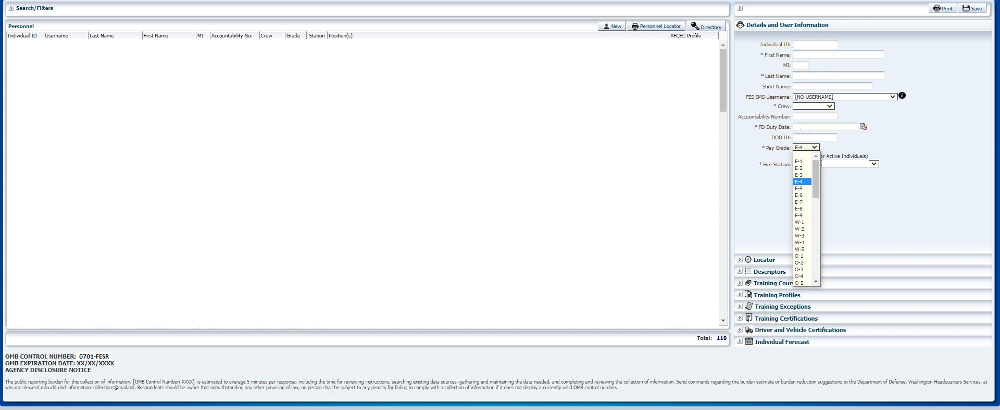 Search/Filters
Print Save
Personnel New Personnel Locator Directory
Individual ID Username Last Name First Name MI Accountability No. Crew Grade Station Position(s) AFCEC Profile
Total: 118
Details and User Information
Individual ID:
* First Name:
MI:
* Last Name:
Short Name:
FES-IMS Username: [NO USERNAME]
* Crew:
Accountability Number:
* FD Duty Date:
DOD ID:
* Pay Grade: E-4
Active Individuals)
* Fire Station:
E-1
E-2
E-3
E-4
E-5
E-6
E-7
E-8
E-9
W-1
W-2
W-3
W-4
W-5
O-1
O-2
O-3
O-4
O-5
Locator
Descriptors
Training
Training Profiles
Training Exceptions
Training Certifications
Driver and Vehicle Certifications
Individual Forecast
OMB CONTROL NUMBER: 0701-FESR
OMB EXPIRATION DATE: XX/XX/XXXX
AGENCY DISCLOSURE NOTICE
The public reporting burden for this collection of information, [OMB Control Number: XXXX], is estimated to average 5 minutes per response, including the time for reviewing instructions, searching existing data sources, gathering and maintaining the data needed, and completing and reviewing the collection of information. Send comments regarding the burden estimate or burden reduction suggestions to the Department of Defense, Washington Headquarters Services, at
whs.mc-alex.esd.mbx.dd-dod-information-collections@mail.mil. Respondents should be aware that notwithstanding any other provision of law, no person shall be subject to any penalty for failing to comply with a collection of information if it does not display a currently valid OMB control number.